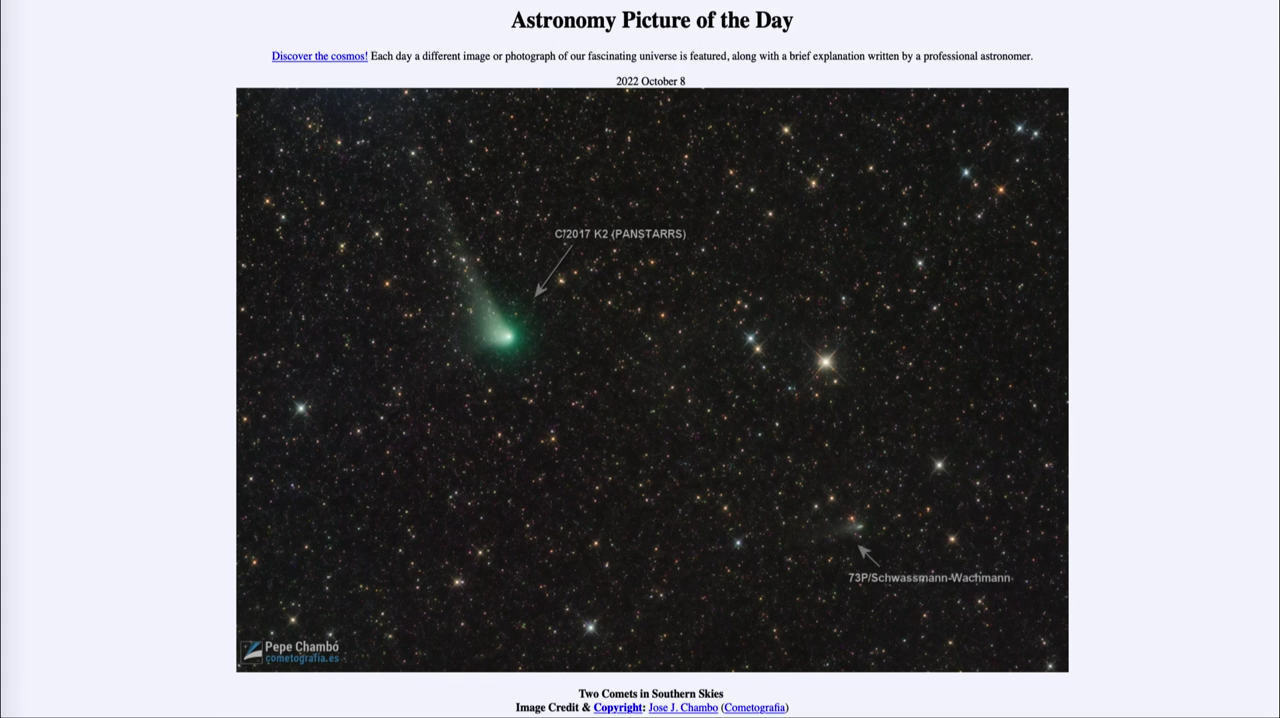 Astronomy Picture of the Day
Discover the cosmos! Each day a different image or photograph of our fascinating universe is featured, along with a brief explanation written by a professional astronomer.
2022 October 8
C/2017 K2 (PANSTARRS)
73P/Schwassmann-Wachmann
Pepe Chambó
cometografia.es
Two Comets in Southern Skies
Image Credit & Copyright: Jose J. Chambo (Cometografia)